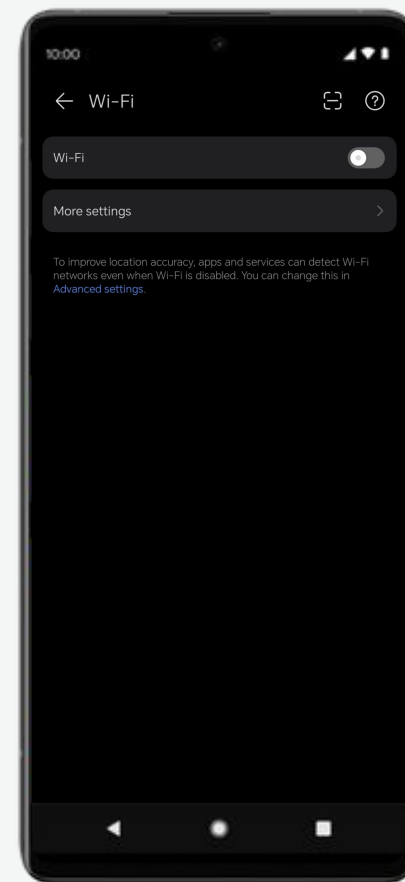 10:00
Wi-Fi
Wi-Fi
More settings
To improve location accuracy, apps and services can detect Wi-Fi
networks even when Wi-Fi is disabled. You can change this in
Advanced settings.